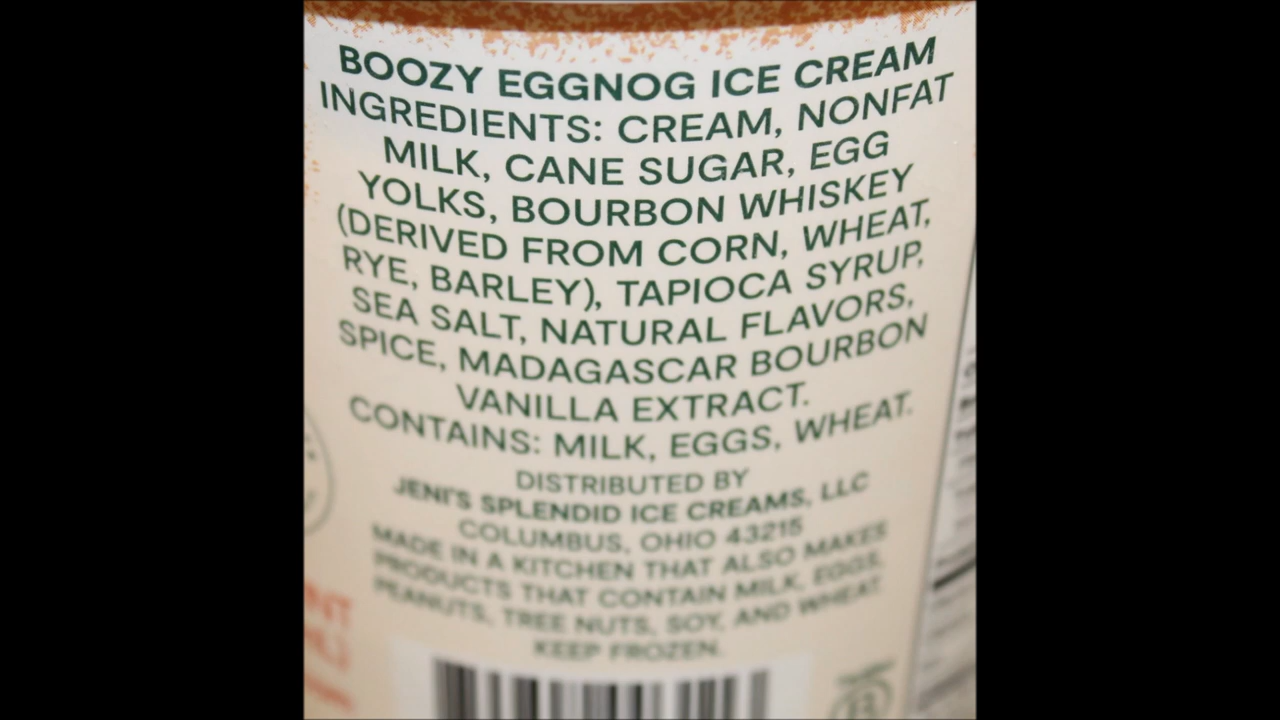 BOOZY EGGNOG ICE CREAM
INGREDIENTS: CREAM, NONFAT
MILK, CANE SUGAR, EGG
YOLKS, BOURBON WHISKEY
(DERIVED FROM CORN, WHEAT,
RYE, BARLEY), TAPIOCA SYRUP,
SEA SALT, NATURAL FLAVORS,
SPICE, MADAGASCAR BOURBON
VANILLA EXTRACT.
CONTAINS: MILK, EGGS, WHEAT.
DISTRIBUTED BY
JENI'S SPLENDID ICE CREAMS, LLC
COLUMBUS, OHIO 43215
MADE IN A KITCHEN THAT ALSO MAKES
PRODUCTS THAT CONTAIN MILK, EGGS,
PEANUTS, TREE NUTS, SOY, AND WHEAT.
KEEP FROZEN.